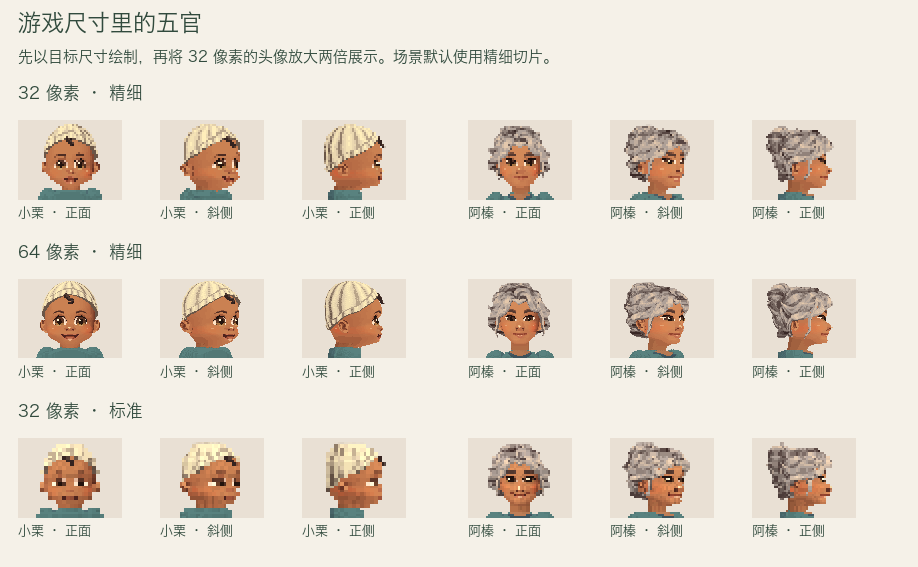 游戏尺寸里的五官
先以目标尺寸绘制，再将 32 像素的头像放大两倍展示。场景默认使用精细切片。
32 像素 · 精细
小栗 · 正面 小栗 · 斜侧 小栗 · 正侧 阿榛 · 正面 阿榛 · 斜侧 阿榛 · 正侧
64 像素 · 精细
小栗 · 正面 小栗 · 斜侧 小栗 · 正侧 阿榛 · 正面 阿榛 · 斜侧 阿榛 · 正侧
32 像素 · 标准
小栗 · 正面 小栗 · 斜侧 小栗 · 正侧 阿榛 · 正面 阿榛 · 斜侧 阿榛 · 正侧